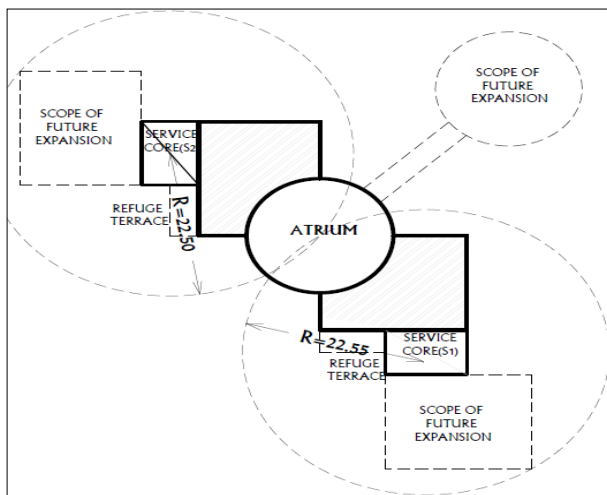 SCOPE OF
FUTURE
EXPANSION
SCOPE OF
FUTURE
EXPANSION
SERVICE
CORE(S2
REFUGE
TERRACE
R=22.50
ATRIUM
R=22.55
SERVICE
CORE(S1)
REFUGE
TERRACE
SCOPE OF
FUTURE
EXPANSION